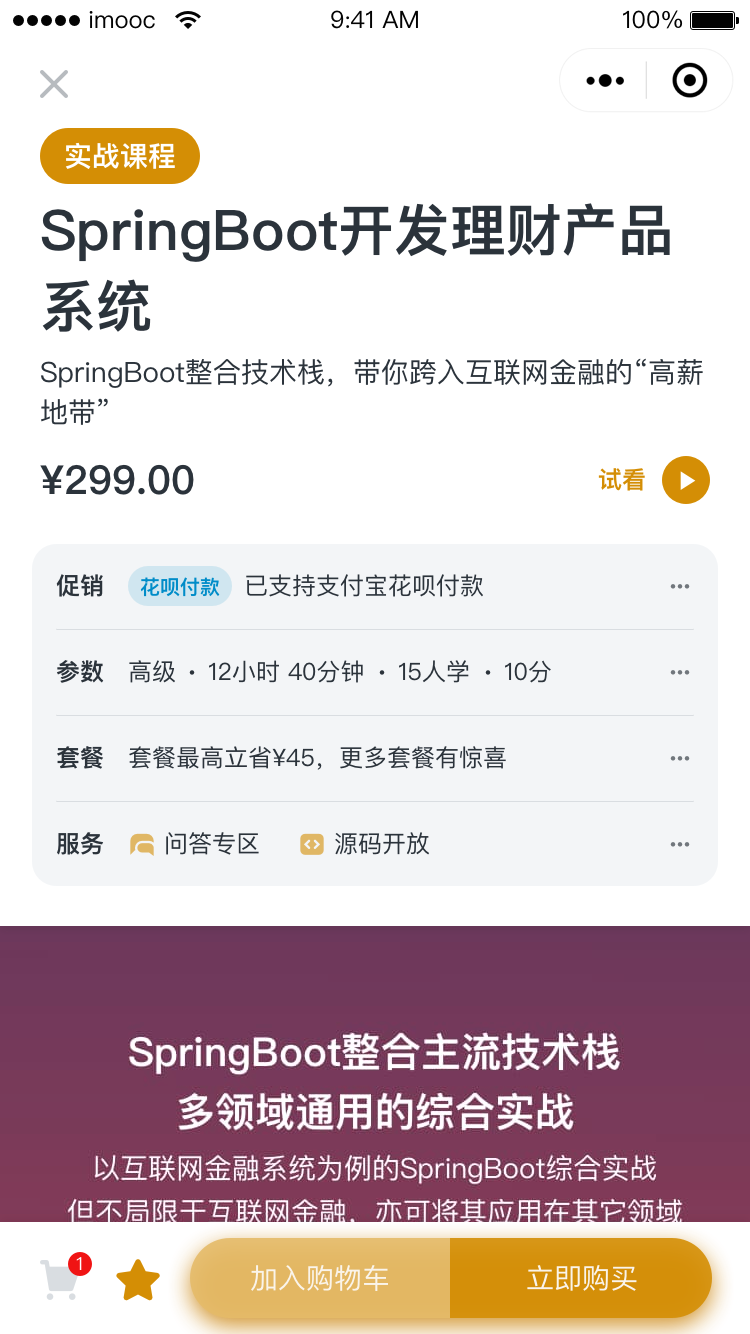 imooc 9:41 AM 100%
实战课程
SpringBoot开发理财产品
系统
SpringBoot整合技术栈，带你跨入互联网金融的“高薪
地带”
¥299.00 试看
促销 花呗付款 已支持支付宝花呗付款
参数 高级 · 12小时 40分钟 · 15人学 · 10分
套餐 套餐最高立省¥45，更多套餐有惊喜
服务 问答专区 源码开放
SpringBoot整合主流技术栈
多领域通用的综合实战
以互联网金融系统为例的SpringBoot综合实战
但不局限于互联网金融，亦可将其应用在其它领域
1 加入购物车 立即购买